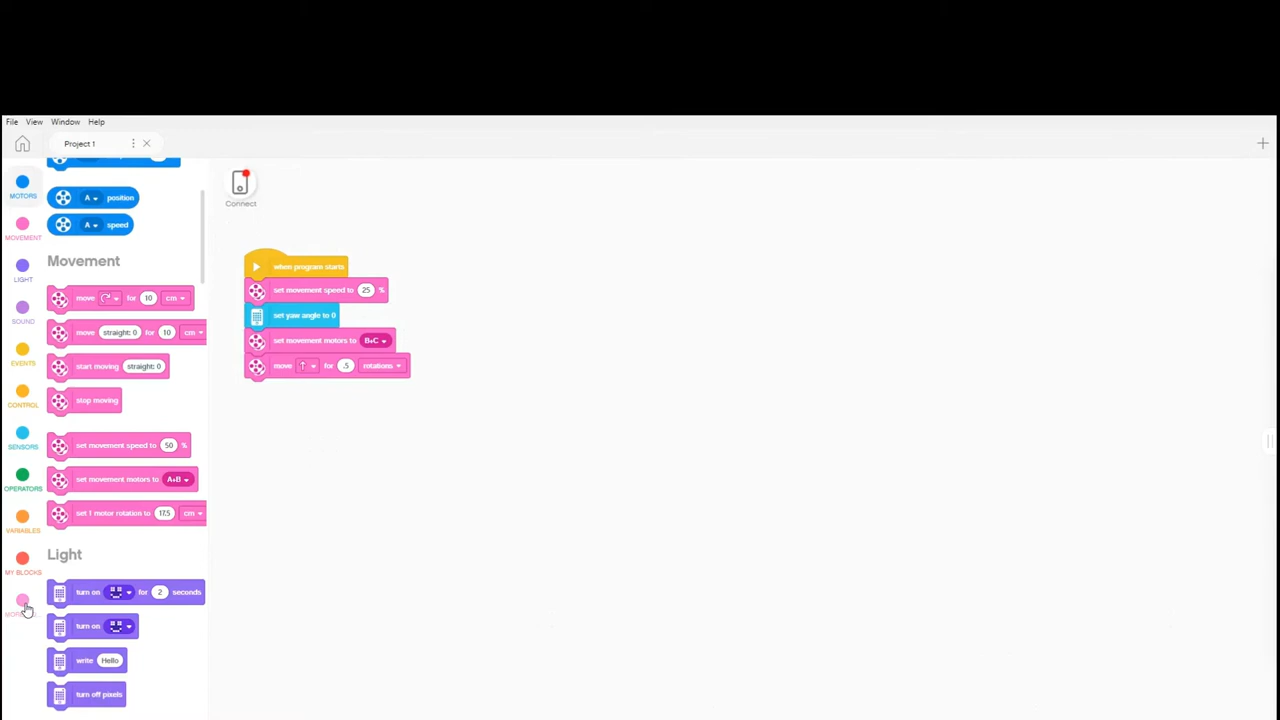 File View Window Help
Project 1
MOTORS
MOVEMENT
LIGHT
SOUND
EVENTS
CONTROL
SENSORS
OPERATORS
VARIABLES
MY BLOCKS
A position
A speed
Movement
move for 10 cm
move straight: 0 for 10 cm
start moving straight: 0
stop moving
set movement speed to 50 %
set movement motors to A+B
set 1 motor rotation to 17.5 cm
Light
turn on for 2 seconds
turn on
write Hello
turn off pixels
Connect
when program starts
set movement speed to 25 %
set yaw angle to 0
set movement motors to B+C
move for .5 rotations